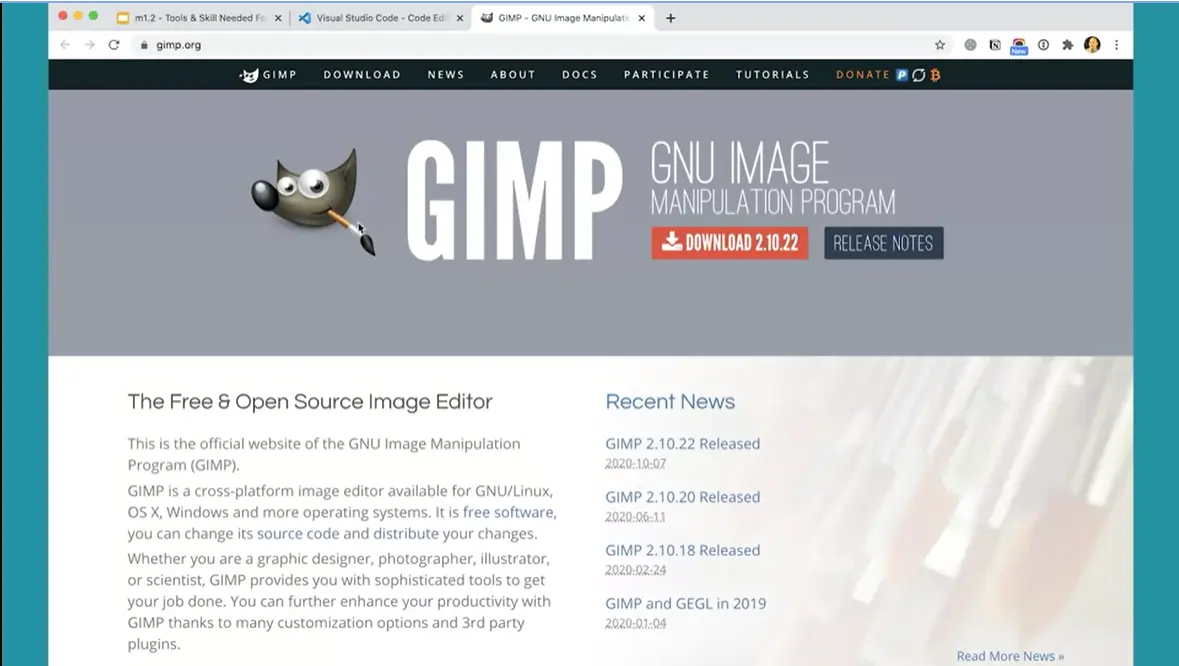 m1.2 - Tools & Skill Needed Fo
Visual Studio Code - Code Edi
GIMP - GNU Image Manipulati
gimp.org
New
GIMP DOWNLOAD NEWS ABOUT DOCS PARTICIPATE TUTORIALS DONATE
GIMP
GNU IMAGE
MANIPULATION PROGRAM
DOWNLOAD 2.10.22
RELEASE NOTES
The Free & Open Source Image Editor
This is the official website of the GNU Image Manipulation
Program (GIMP).
GIMP is a cross-platform image editor available for GNU/Linux,
OS X, Windows and more operating systems. It is free software,
you can change its source code and distribute your changes.
Whether you are a graphic designer, photographer, illustrator,
or scientist, GIMP provides you with sophisticated tools to get
your job done. You can further enhance your productivity with
GIMP thanks to many customization options and 3rd party
plugins.
Recent News
GIMP 2.10.22 Released
2020-10-07
GIMP 2.10.20 Released
2020-06-11
GIMP 2.10.18 Released
2020-02-24
GIMP and GEGL in 2019
2020-01-04
Read More News »